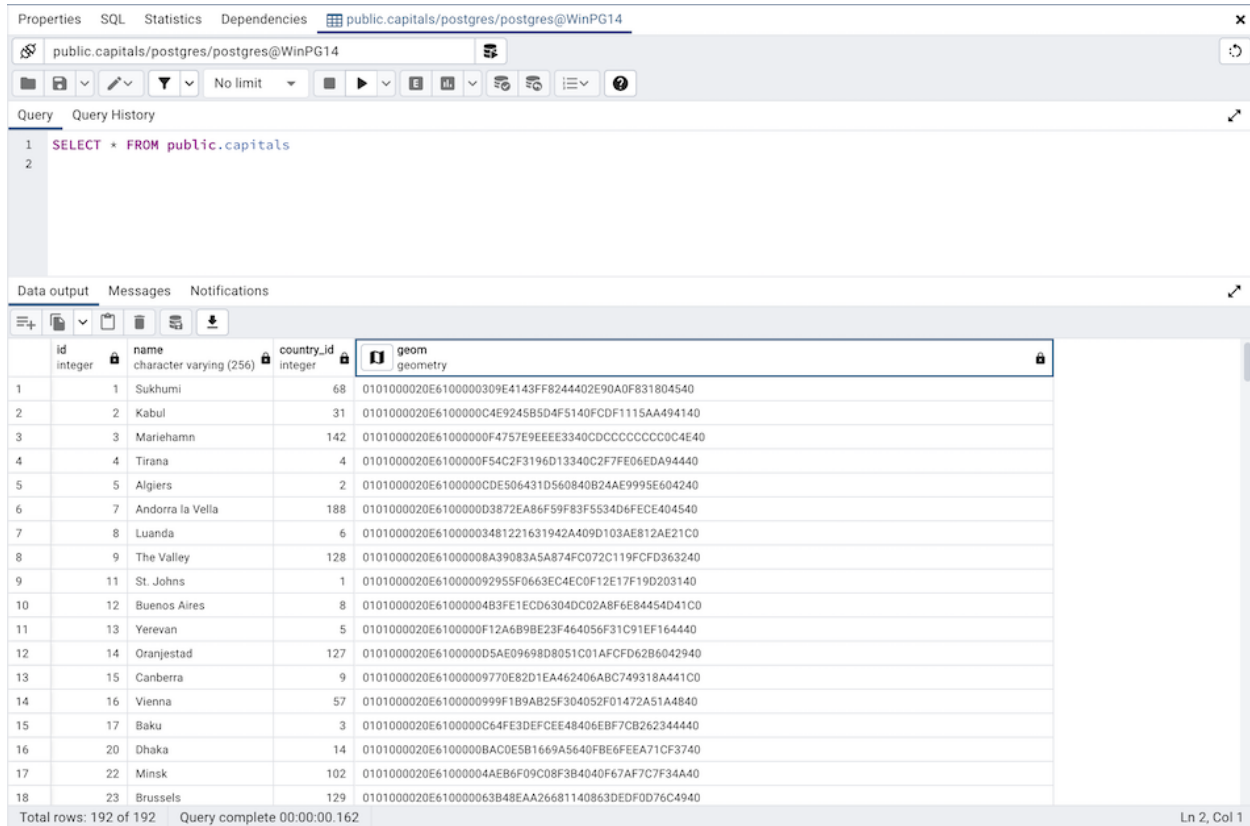 Properties SQL Statistics Dependencies public.capitals/postgres/postgres@WinPG14
public.capitals/postgres/postgres@WinPG14
No limit
Query Query History
1 SELECT * FROM public.capitals
2
Data output Messages Notifications
id integer name character varying (256) country_id integer geom geometry
1 1 Sukhumi 68 0101000020E6100000309E4143FF8244402E90A0F831804540
2 2 Kabul 31 0101000020E6100000C4E9245B5D4F5140FCDF1115AA494140
3 3 Mariehamn 142 0101000020E61000000F4757E9EEEE3340CDCCCCCCCC0C4E40
4 4 Tirana 4 0101000020E6100000F54C2F3196D13340C2F7FE06EDA94440
5 5 Algiers 2 0101000020E6100000CDE506431D560840B24AE9995E604240
6 7 Andorra la Vella 188 0101000020E6100000D3872EA86F59F83F5534D6FECE404540
7 8 Luanda 6 0101000020E61000003481221631942A409D103AE812AE21C0
8 9 The Valley 128 0101000020E61000008A39083A5A874FC072C119FCFD363240
9 11 St. Johns 1 0101000020E610000092955F0663EC4EC0F12E17F19D203140
10 12 Buenos Aires 8 0101000020E61000004B3FE1ECD6304DC02A8F6E84454D41C0
11 13 Yerevan 5 0101000020E6100000F12A6B9BE23F464056F31C91EF164440
12 14 Oranjestad 127 0101000020E6100000D5AE09698D8051C01AFCFD62B6042940
13 15 Canberra 9 0101000020E61000009770E82D1EA462406ABC749318A441C0
14 16 Vienna 57 0101000020E6100000999F1B9AB25F304052F01472A51A4840
15 17 Baku 3 0101000020E6100000C64FE3DEFCEE48406EBF7CB262344440
16 20 Dhaka 14 0101000020E6100000BAC0E5B1669A5640FBE6FEEA71CF3740
17 22 Minsk 102 0101000020E61000004AEB6F09C08F3B4040F67AF7C7F34A40
18 23 Brussels 129 0101000020E610000063B48EAA26681140863DEDF0D76C4940
Total rows: 192 of 192 Query complete 00:00:00.162 Ln 2, Col 1